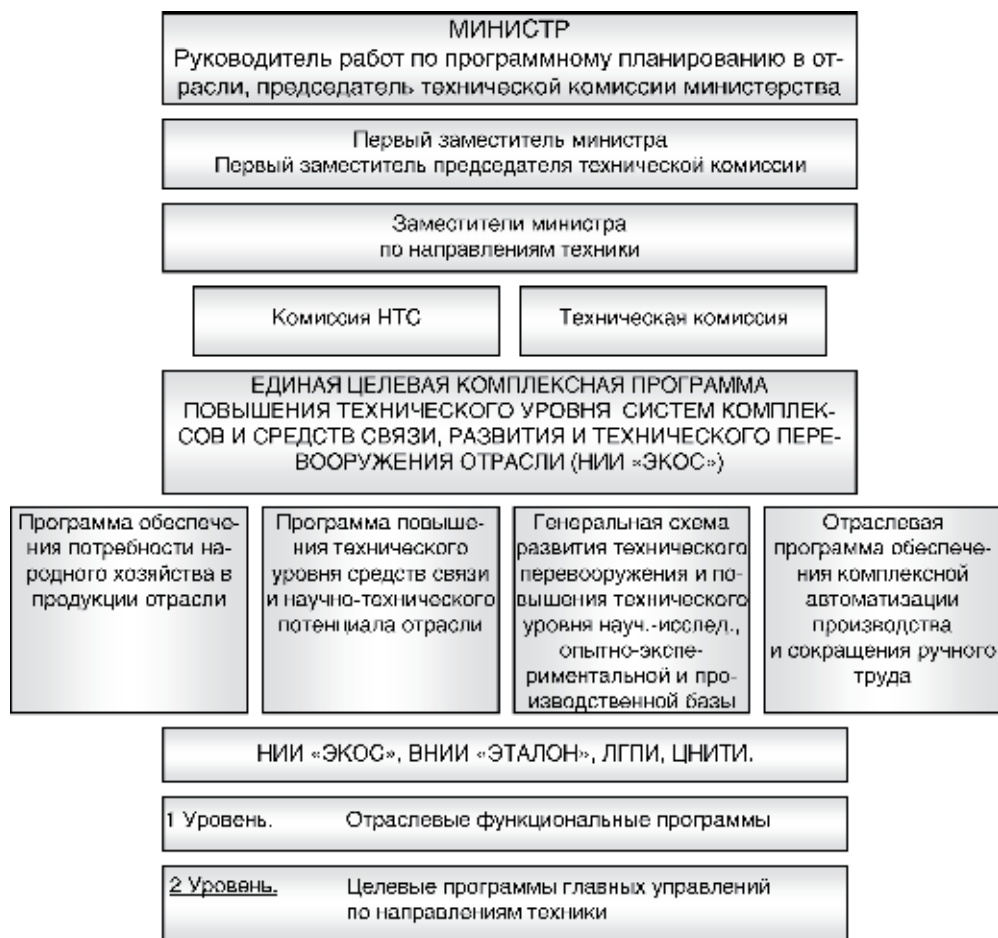 МИНИСТР
Руководитель работ по программному планированию в от-
расли, председатель технической комиссии министерства
Первый заместитель министра
Первый заместитель председателя технической комиссии
Заместители министра
по направлениям техники
Комиссия НТС
Техническая комиссия
ЕДИНАЯ ЦЕЛЕВАЯ КОМПЛЕКСНАЯ ПРОГРАММА
ПОВЫШЕНИЯ ТЕХНИЧЕСКОГО УРОВНЯ СИСТЕМ КОМПЛЕК-
СОВ И СРЕДСТВ СВЯЗИ, РАЗВИТИЯ И ТЕХНИЧЕСКОГО ПЕРЕ-
ВООРУЖЕНИЯ ОТРАСЛИ (НИИ «ЭКОС»)
Программа обеспече-
ния потребности на-
родного хозяйства в
продукции отрасли
Программа повыше-
ния технического
уровня средств связи
и научно-технического
потенциала отрасли
Генеральная схема
развития технического
перевооружения и по-
вышения технического
уровня науч.-исслед.,
опытно-экспе-
риментальной и про-
изводственной базы
Отраслевая
программа обеспече-
ния комплексной
автоматизации
производства
и сокращения ручного
труда
НИИ «ЭКОС», ВНИИ «ЭТАЛОН», ЛГПИ, ЦНИТИ.
1 Уровень. Отраслевые функциональные программы
2 Уровень. Целевые программы главных управлений
по направлениям техники